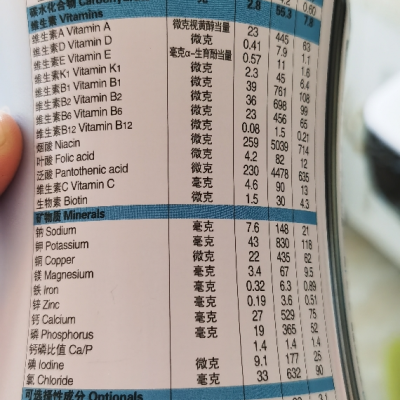 碳水化合物 2.8 55.3 7.8
维生素 Vitamins
维生素A Vitamin A 微克视黄醇当量 23 445 63
维生素D Vitamin D 微克 0.41 7.9 1.1
维生素E Vitamin E 毫克α-生育酚当量 0.57 11 1.6
维生素K1 Vitamin K1 微克 2.3 45 6.4
维生素B1 Vitamin B1 微克 39 761 108
维生素B2 Vitamin B2 微克 36 698 99
维生素B6 Vitamin B6 微克 23 456 65
维生素B12 Vitamin B12 微克 0.08 1.5 0.21
烟酸 Niacin 微克 259 5039 714
叶酸 Folic acid 微克 4.2 82 12
泛酸 Pantothenic acid 微克 230 4478 635
维生素C Vitamin C 毫克 4.6 90 13
生物素 Biotin 微克 1.5 30 4.3
矿物质 Minerals
钠 Sodium 毫克 7.6 148 21
钾 Potassium 毫克 43 830 118
铜 Copper 微克 22 435 62
镁 Magnesium 毫克 3.4 67 9.5
铁 Iron 毫克 0.32 6.3 0.89
锌 Zinc 毫克 0.19 3.6 0.51
钙 Calcium 毫克 27 529 75
磷 Phosphorus 毫克 19 365 52
钙磷比值 Ca/P 1.4 1.4 1.4
碘 Iodine 微克 9.1 177 25
氯 Chloride 毫克 33 632 90
可选择性成分 Optionals